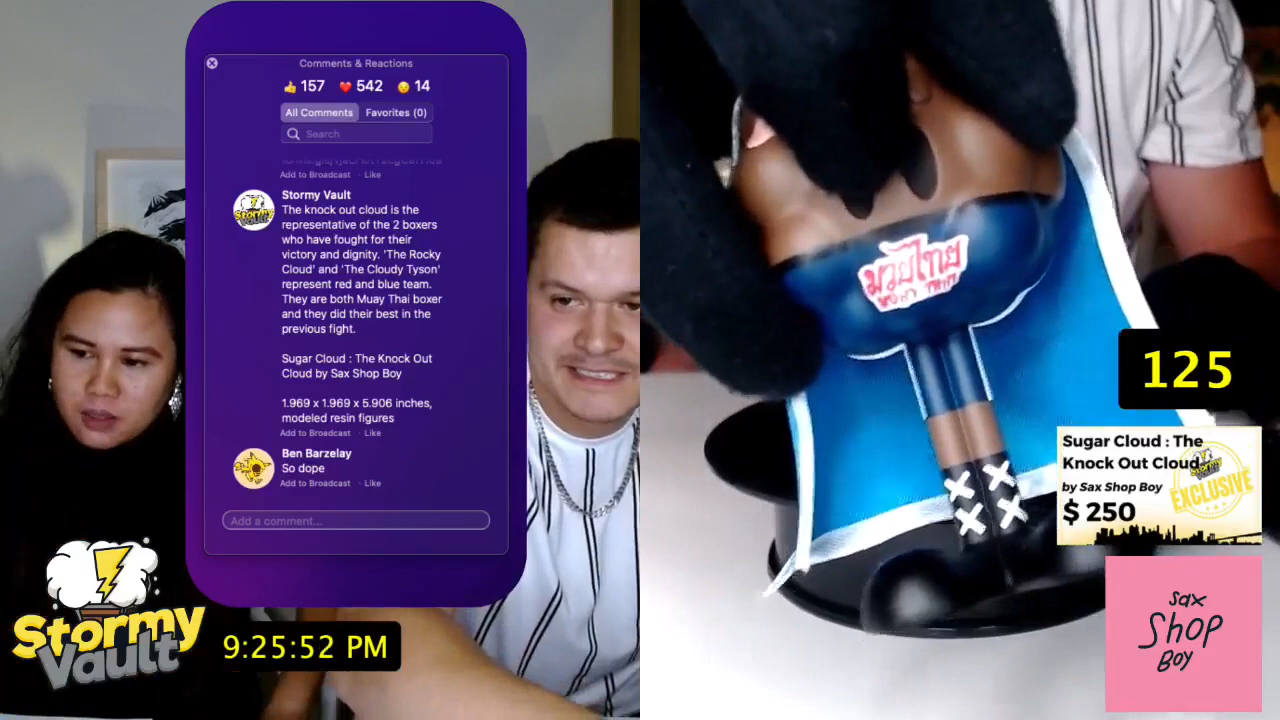 Comments & Reactions
157 542 14
All Comments Favorites (0)
Search
Add to Broadcast · Like
Stormy Vault
The knock out cloud is the
representative of the 2 boxers
who have fought for their
victory and dignity. 'The Rocky
Cloud' and 'The Cloudy Tyson'
represent red and blue team.
They are both Muay Thai boxer
and they did their best in the
previous fight.
Sugar Cloud : The Knock Out
Cloud by Sax Shop Boy
1.969 x 1.969 x 5.906 inches,
modeled resin figures
Add to Broadcast · Like
Ben Barzelay
So dope
Add to Broadcast · Like
Add a comment...
Stormy
Stormy
Vault
9:25:52 PM
มวยไทย
MUAY THAI
125
Sugar Cloud : The
Knock Out Cloud
by Sax Shop Boy
$ 250
Stormy
EXCLUSIVE
sax
Shop
Boy